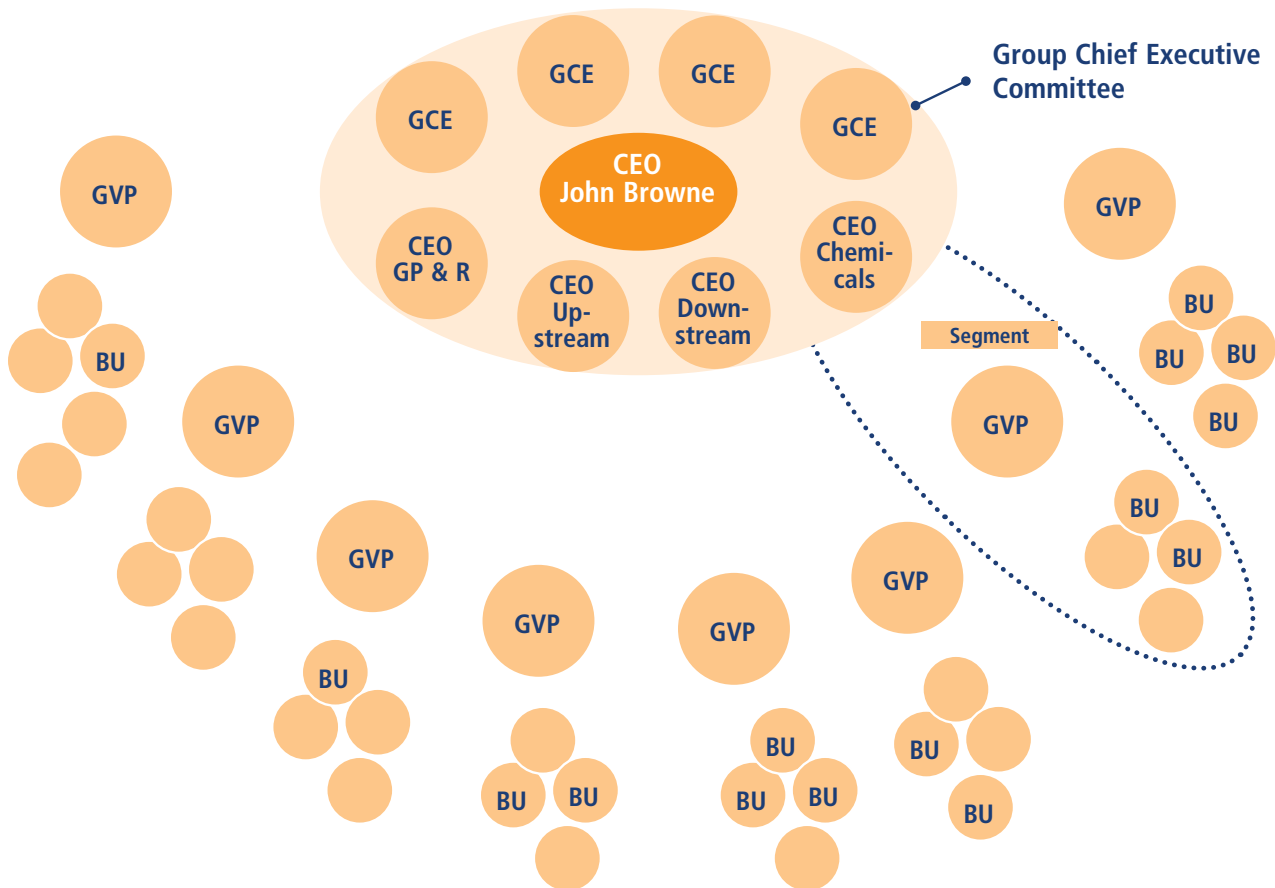 Group Chief Executive
Committee
GCE
GCE
GCE
GCE
CEO
John Browne
CEO
GP & R
CEO
Up-
stream
CEO
Down-
stream
CEO
Chemi-
cals
GVP
GVP
BU
BU
BU
BU
BU
Segment
GVP
GVP
BU
BU
GVP
GVP
GVP
GVP
BU
BU
BU
BU
BU
BU
BU
BU
BU